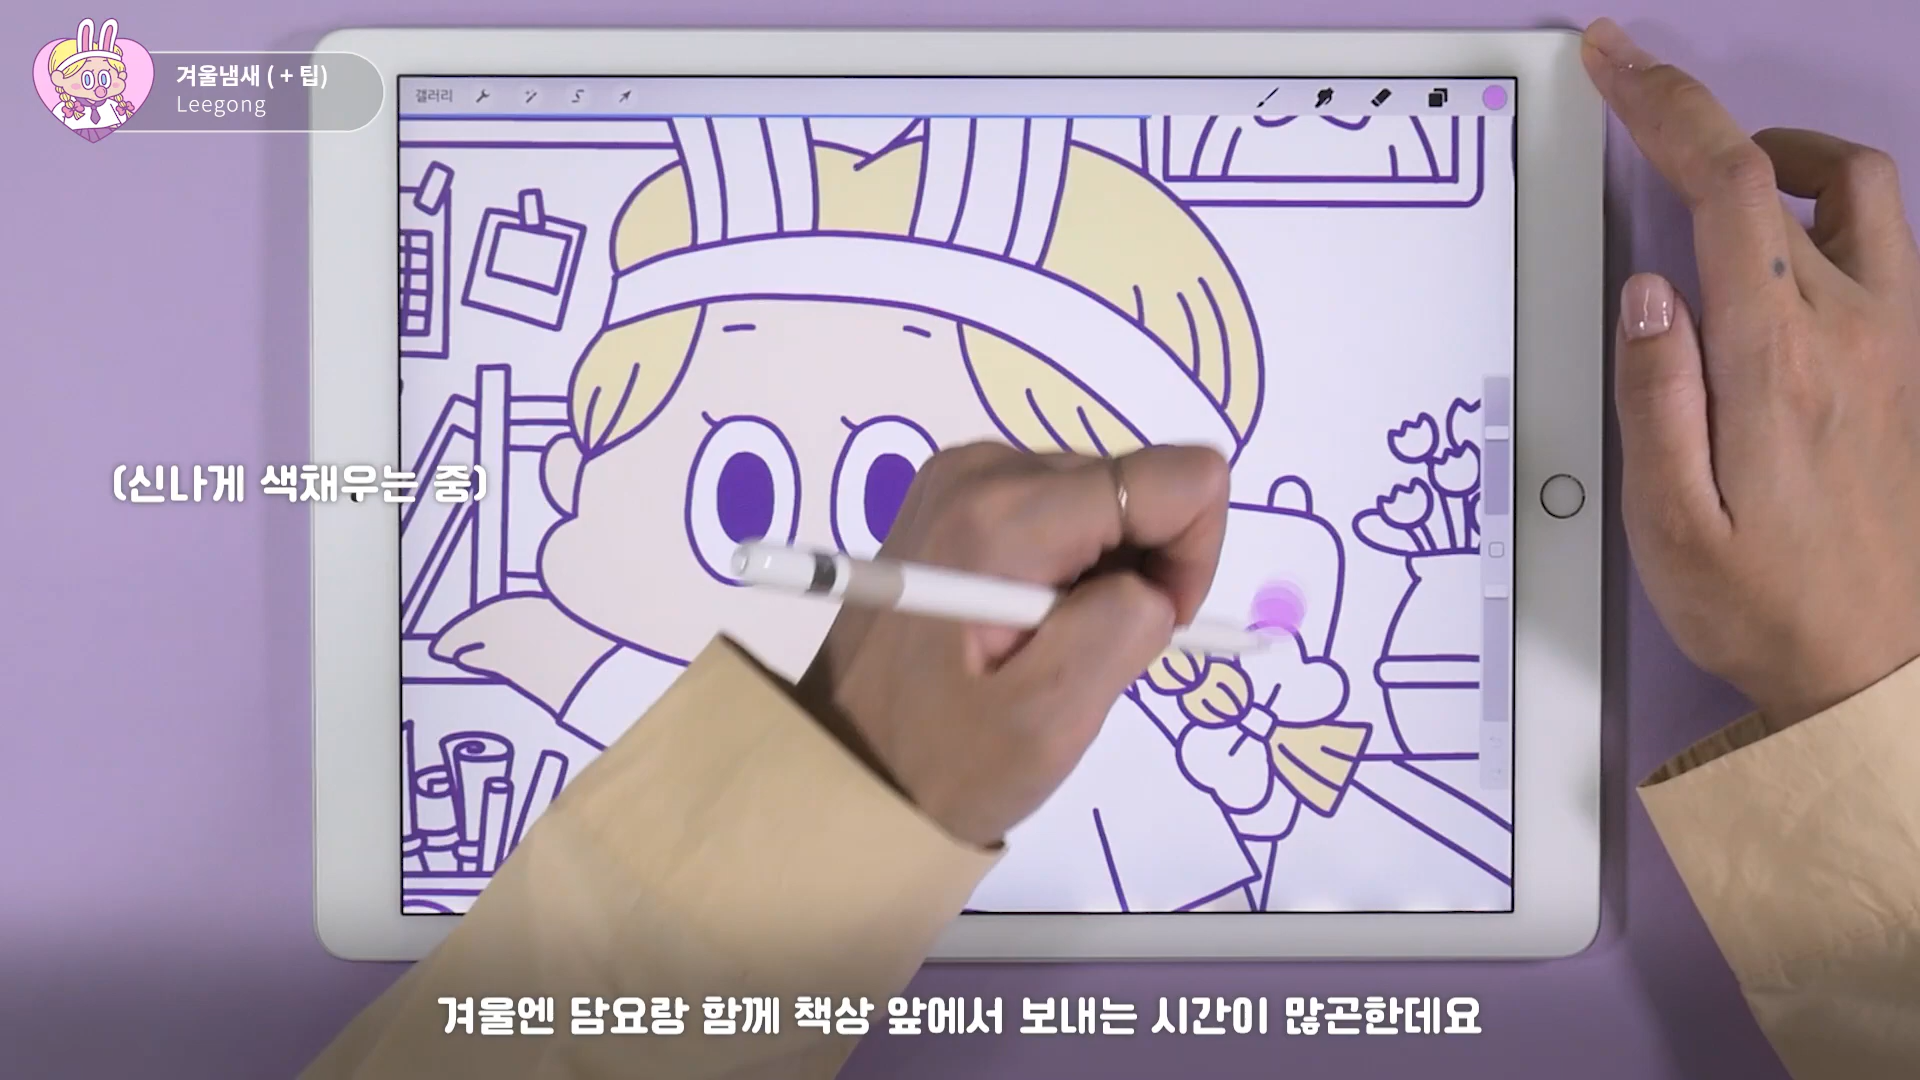 겨울냄새 ( + 팁)
Leegong
갤러리
(신나게 색채우는 중)
겨울엔 담요랑 함께 책상 앞에서 보내는 시간이 많곤한데요